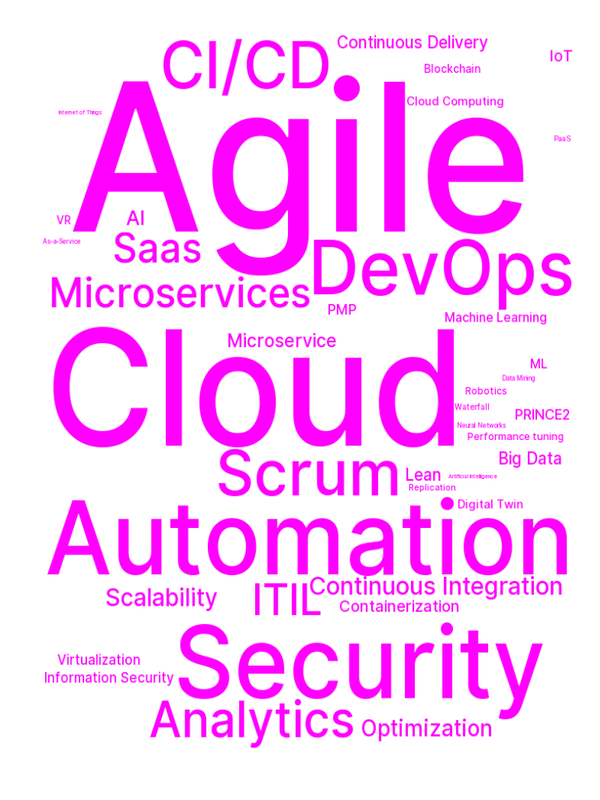 CI/CD
Continuous Delivery
IoT
Blockchain
Cloud Computing
Internet of Things
Agile
PaaS
VR
AI
As-a-Service
Saas
DevOps
Microservices
PMP
Machine Learning
Microservice
Cloud
ML
Data Mining
Robotics
Waterfall
PRINCE2
Neural Networks
Performance tuning
Big Data
Scrum
Lean
Artificial Intelligence
Replication
Digital Twin
Automation
Continuous Integration
Scalability
ITIL
Containerization
Security
Virtualization
Information Security
Analytics
Optimization